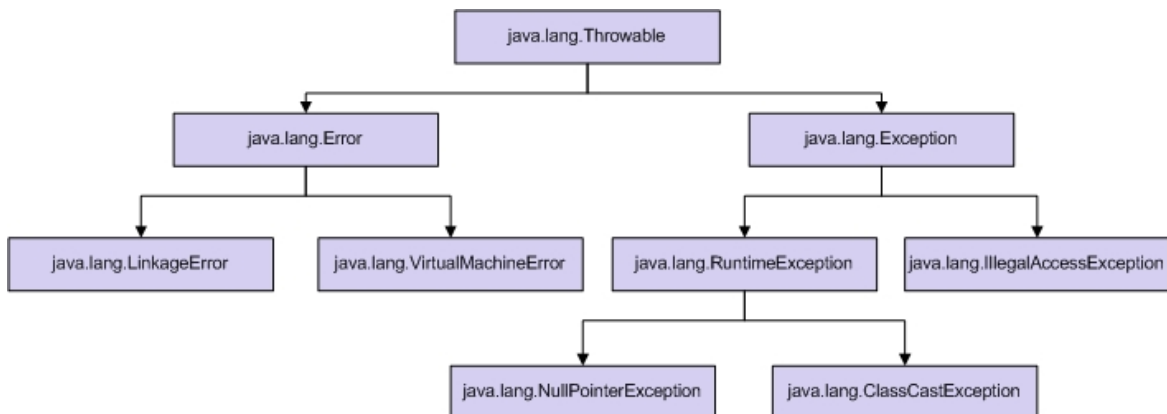 java.lang.Throwable
java.lang.Error
java.lang.Exception
java.lang.LinkageError
java.lang.VirtualMachineError
java.lang.RuntimeException
java.lang.IllegalAccessException
java.lang.NullPointerException
java.lang.ClassCastException